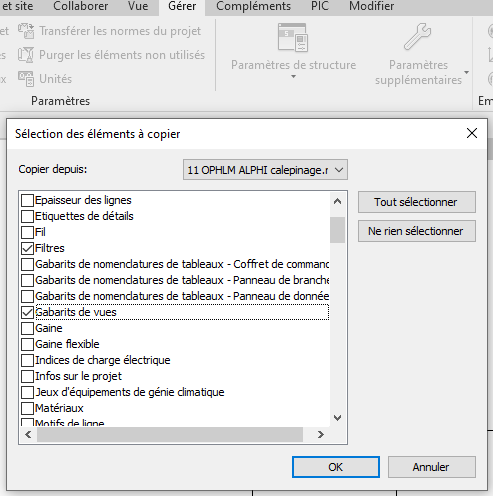 et site Collaborer Vue Gérer Compléments PIC Modifier
et Transférer les normes du projet
és Purger les éléments non utilisés
ux Unités
Paramètres de structure
Paramètres supplémentaires
Paramètres
Em
Sélection des éléments à copier
Copier depuis: 11 OPHLM ALPHI calepinage.r
Epaisseur des lignes
Etiquettes de détails
Fil
Filtres
Gabarits de nomenclatures de tableaux - Coffret de commanc
Gabarits de nomenclatures de tableaux - Panneau de branche
Gabarits de nomenclatures de tableaux - Panneau de donnée
Gabarits de vues
Gaine
Gaine flexible
Indices de charge électrique
Infos sur le projet
Jeux d'équipements de génie climatique
Matériaux
Motifs de ligne
Tout sélectionner
Ne rien sélectionner
OK Annuler